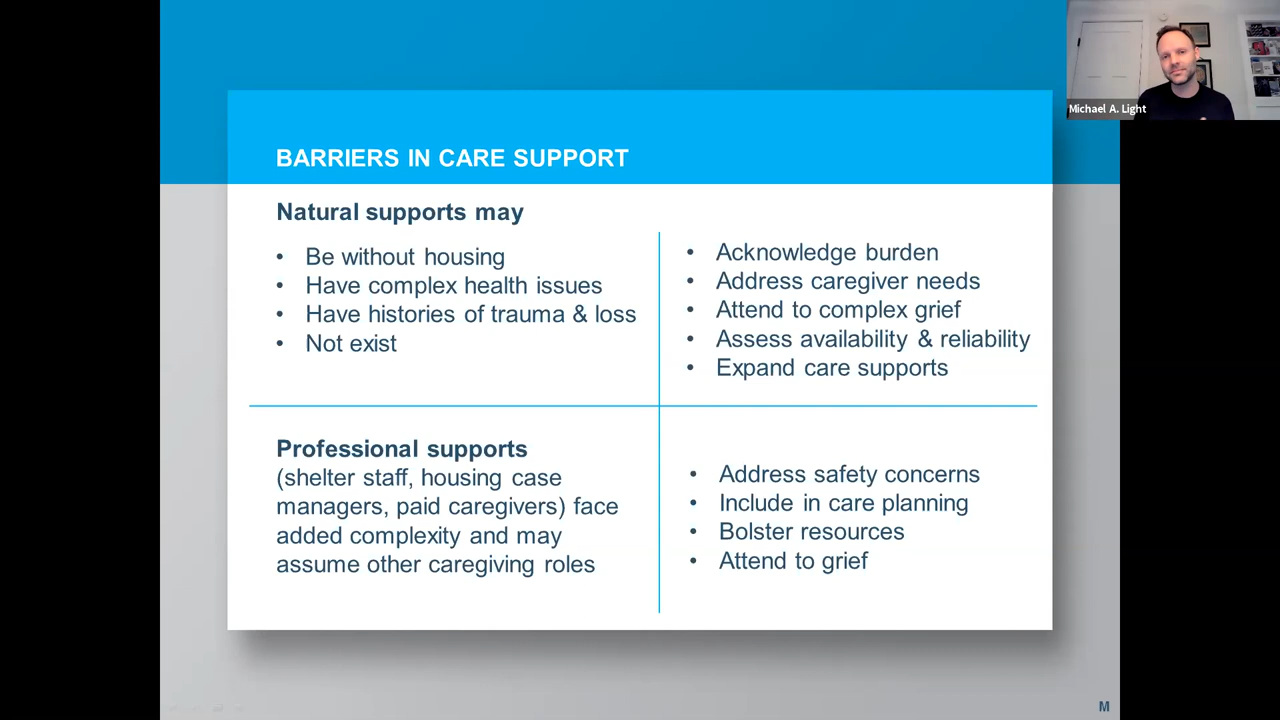 Michael A. Light
BARRIERS IN CARE SUPPORT
Natural supports may
• Be without housing
• Have complex health issues
• Have histories of trauma & loss
• Not exist
• Acknowledge burden
• Address caregiver needs
• Attend to complex grief
• Assess availability & reliability
• Expand care supports
Professional supports
(shelter staff, housing case
managers, paid caregivers) face
added complexity and may
assume other caregiving roles
• Address safety concerns
• Include in care planning
• Bolster resources
• Attend to grief
M